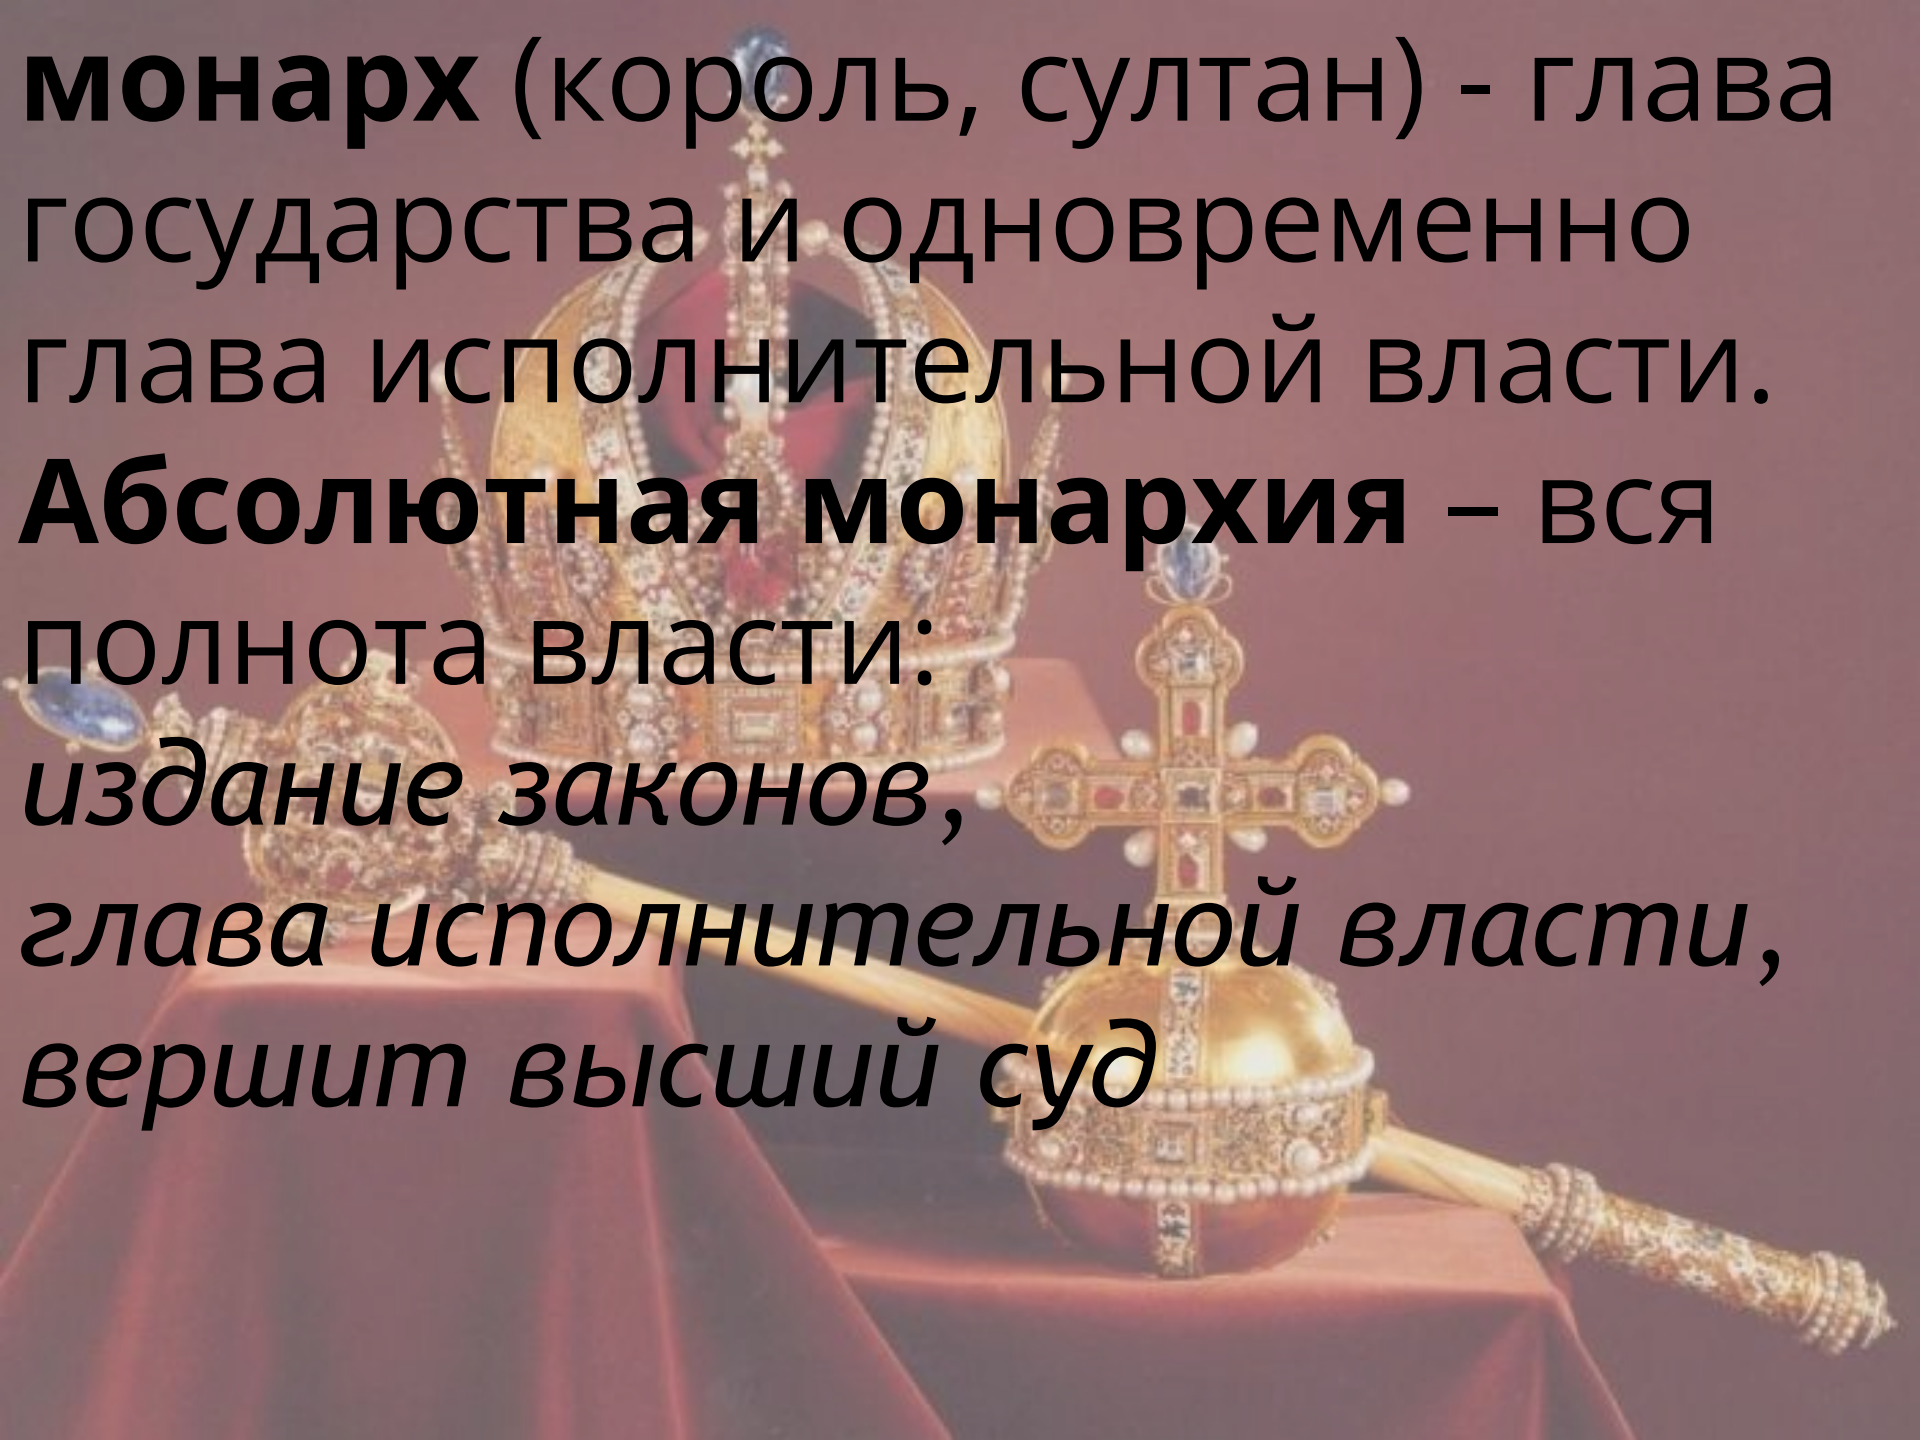 монарх (король, султан) - глава
государства и одновременно
глава исполнительной власти.
Абсолютная монархия – вся
полнота власти:
издание законов,
глава исполнительной власти,
вершит высший суд